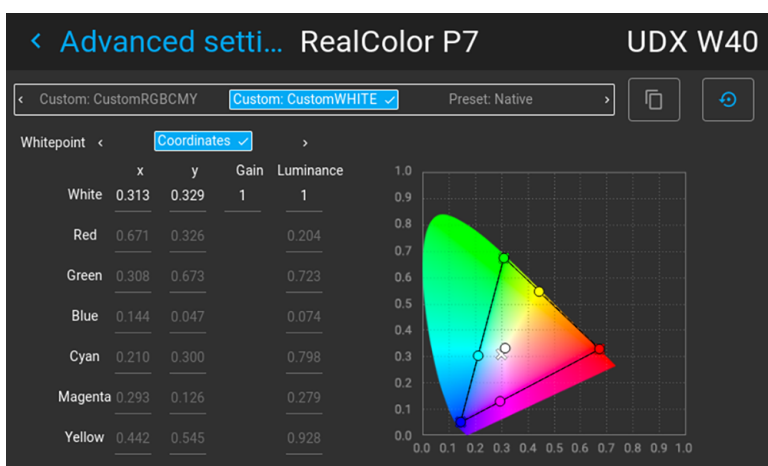 ‹ Advanced setti... RealColor P7 UDX W40
‹ Custom: CustomRGBCMY Custom: CustomWHITE ✓ Preset: Native ›
Whitepoint ‹ Coordinates ✓ ›
x y Gain Luminance
White 0.313 0.329 1 1
Red 0.671 0.326 0.204
Green 0.308 0.673 0.723
Blue 0.144 0.047 0.074
Cyan 0.210 0.300 0.798
Magenta 0.293 0.126 0.279
Yellow 0.442 0.545 0.928
1.0
0.9
0.8
0.7
0.6
0.5
0.4
0.3
0.2
0.1
0.0
0.0 0.1 0.2 0.3 0.4 0.5 0.6 0.7 0.8 0.9 1.0